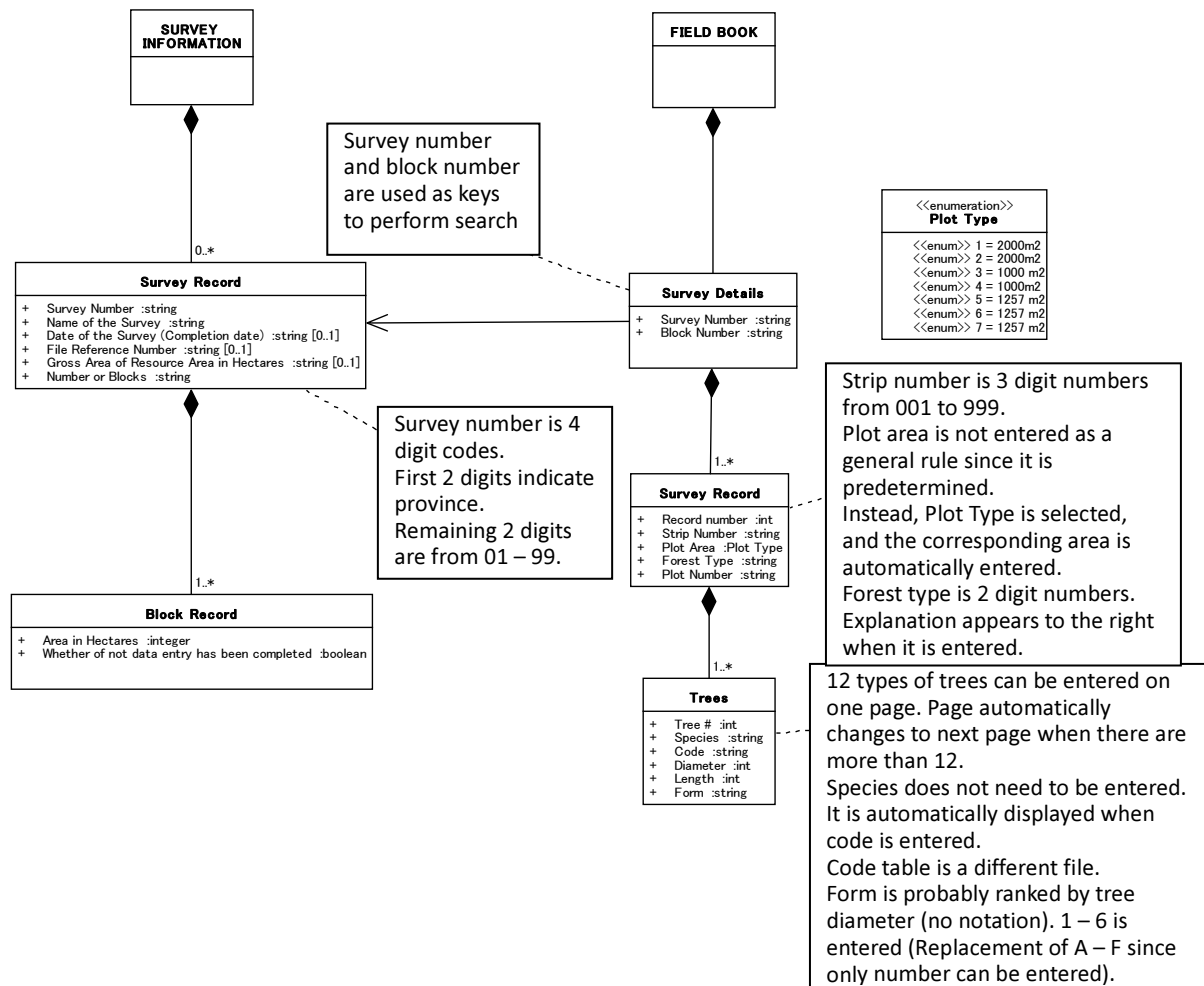 SURVEY
INFORMATION
FIELD BOOK
Survey number
and block number
are used as keys
to perform search
<<enumeration>>
Plot Type
<<enum>> 1 = 2000m2
<<enum>> 2 = 2000m2
<<enum>> 3 = 1000 m2
<<enum>> 4 = 1000m2
<<enum>> 5 = 1257 m2
<<enum>> 6 = 1257 m2
<<enum>> 7 = 1257 m2
0..*
Survey Record
+ Survey Number :string
+ Name of the Survey :string
+ Date of the Survey (Completion date) :string [0..1]
+ File Reference Number :string [0..1]
+ Gross Area of Resource Area in Hectares :string [0..1]
+ Number or Blocks :string
Survey Details
+ Survey Number :string
+ Block Number :string
Survey number is 4
digit codes.
First 2 digits indicate
province.
Remaining 2 digits
are from 01 – 99.
Strip number is 3 digit numbers
from 001 to 999.
Plot area is not entered as a
general rule since it is
predetermined.
Instead, Plot Type is selected,
and the corresponding area is
automatically entered.
Forest type is 2 digit numbers.
Explanation appears to the right
when it is entered.
1..*
Survey Record
+ Record number :int
+ Strip Number :string
+ Plot Area :Plot Type
+ Forest Type :string
+ Plot Number :string
1..*
Block Record
+ Area in Hectares :integer
+ Whether of not data entry has been completed :boolean
1..*
Trees
+ Tree # :int
+ Species :string
+ Code :string
+ Diameter :int
+ Length :int
+ Form :string
12 types of trees can be entered on
one page. Page automatically
changes to next page when there are
more than 12.
Species does not need to be entered.
It is automatically displayed when
code is entered.
Code table is a different file.
Form is probably ranked by tree
diameter (no notation). 1 – 6 is
entered (Replacement of A – F since
only number can be entered).